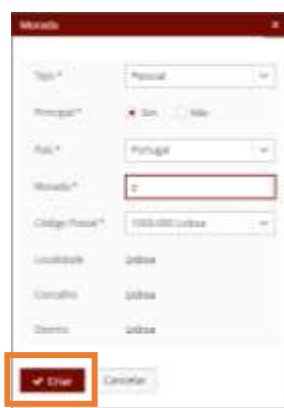 Morada
Tipo * Pessoal
Principal * Sim Não
País * Portugal
Morada *
Código Postal * Lisboa
Localidade Lisboa
Concelho Lisboa
Distrito Lisboa
Criar Cancelar